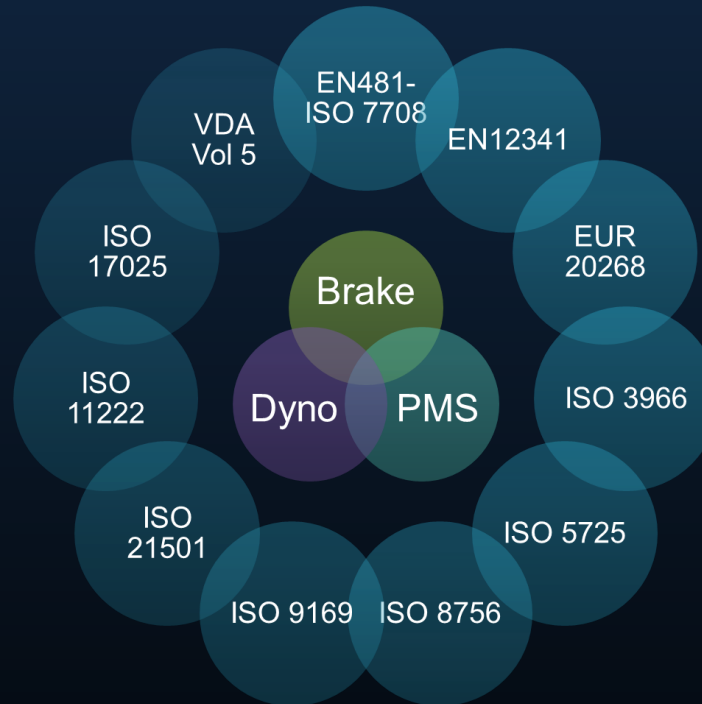 EN481-
ISO 7708
EN12341
EUR
20268
ISO 3966
ISO 5725
ISO 8756
ISO 9169
ISO
21501
ISO
11222
ISO
17025
VDA
Vol 5
Brake
Dyno
PMS